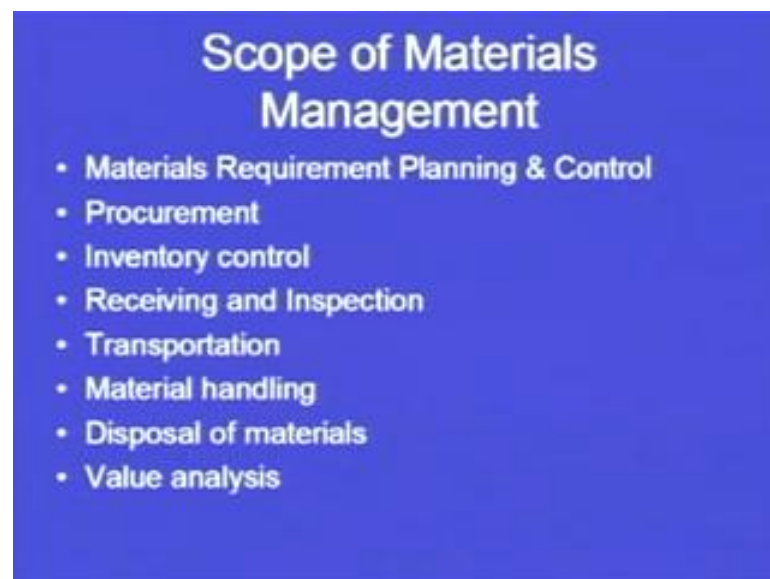 Scope of Materials
Management
• Materials Requirement Planning & Control
• Procurement
• Inventory control
• Receiving and Inspection
• Transportation
• Material handling
• Disposal of materials
• Value analysis